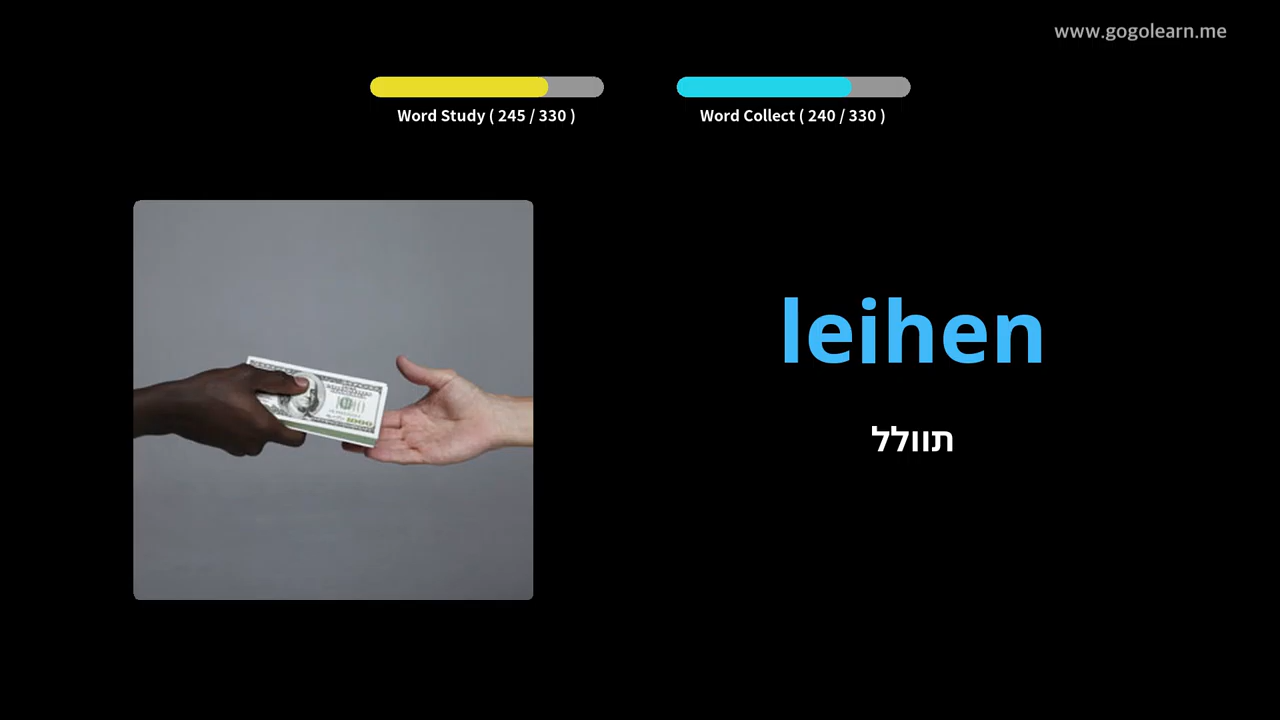 www.gogolearn.me
Word Study ( 245 / 330 )
Word Collect ( 240 / 330 )
leihen
תוולל